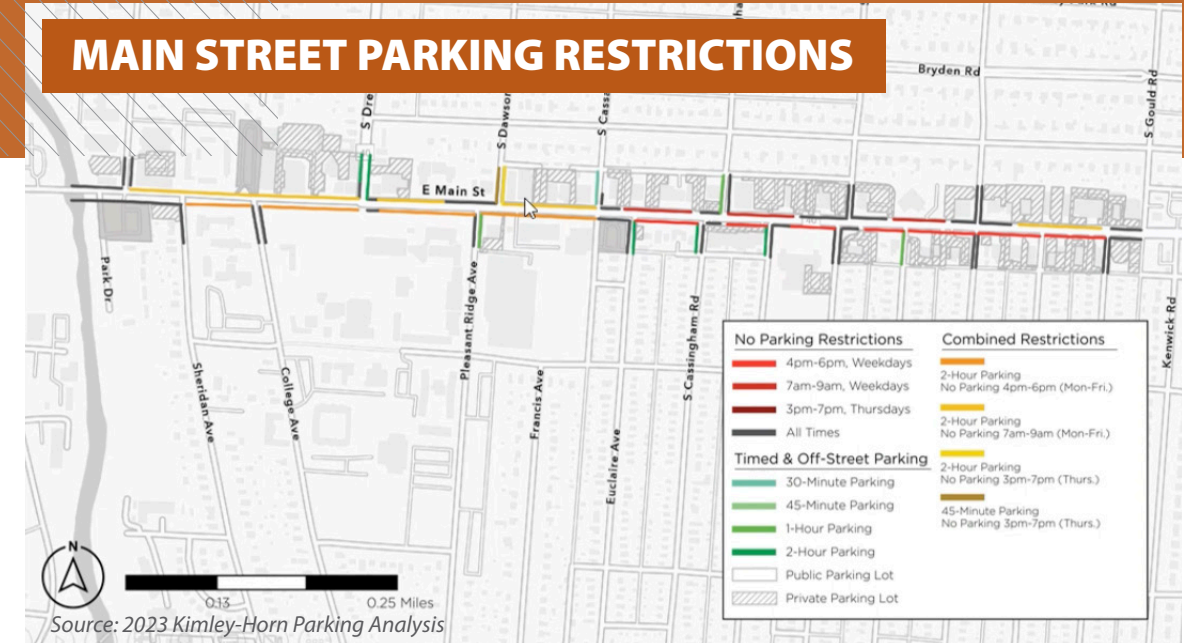 MAIN STREET PARKING RESTRICTIONS
Bryden Rd
S Gould Rd
S Dre
S Dawson
S Cassa
E Main St
Park Dr
Sheridan Ave
College Ave
Pleasant Ridge Ave
Francis Ave
Euclaire Ave
S Cassingham Rd
Kenwick Rd
No Parking Restrictions
4pm-6pm, Weekdays
7am-9am, Weekdays
3pm-7pm, Thursdays
All Times
Timed & Off-Street Parking
30-Minute Parking
45-Minute Parking
1-Hour Parking
2-Hour Parking
Public Parking Lot
Private Parking Lot
Combined Restrictions
2-Hour Parking
No Parking 4pm-6pm (Mon-Fri.)
2-Hour Parking
No Parking 7am-9am (Mon-Fri.)
2-Hour Parking
No Parking 3pm-7pm (Thurs.)
45-Minute Parking
No Parking 3pm-7pm (Thurs.)
N
0.13
0.25 Miles
Source: 2023 Kimley-Horn Parking Analysis